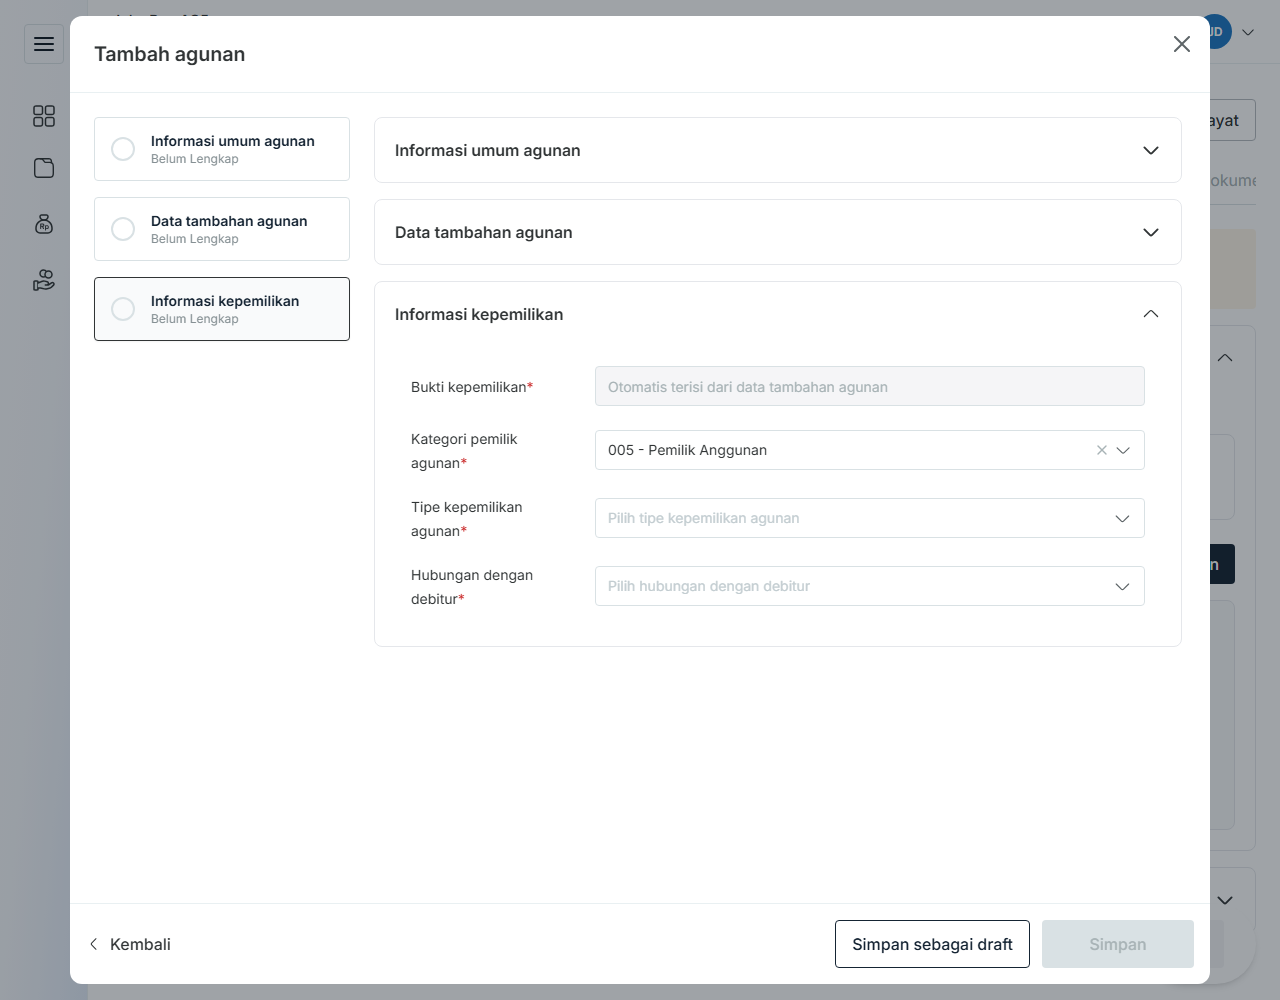 Tambah agunan
Informasi umum agunan
Belum Lengkap
Data tambahan agunan
Belum Lengkap
Informasi kepemilikan
Belum Lengkap
Informasi umum agunan
Data tambahan agunan
Informasi kepemilikan
Bukti kepemilikan*
Otomatis terisi dari data tambahan agunan
Kategori pemilik
agunan*
005 - Pemilik Anggunan
Tipe kepemilikan
agunan*
Pilih tipe kepemilikan agunan
Hubungan dengan
debitur*
Pilih hubungan dengan debitur
Kembali
Simpan sebagai draft
Simpan
Rp